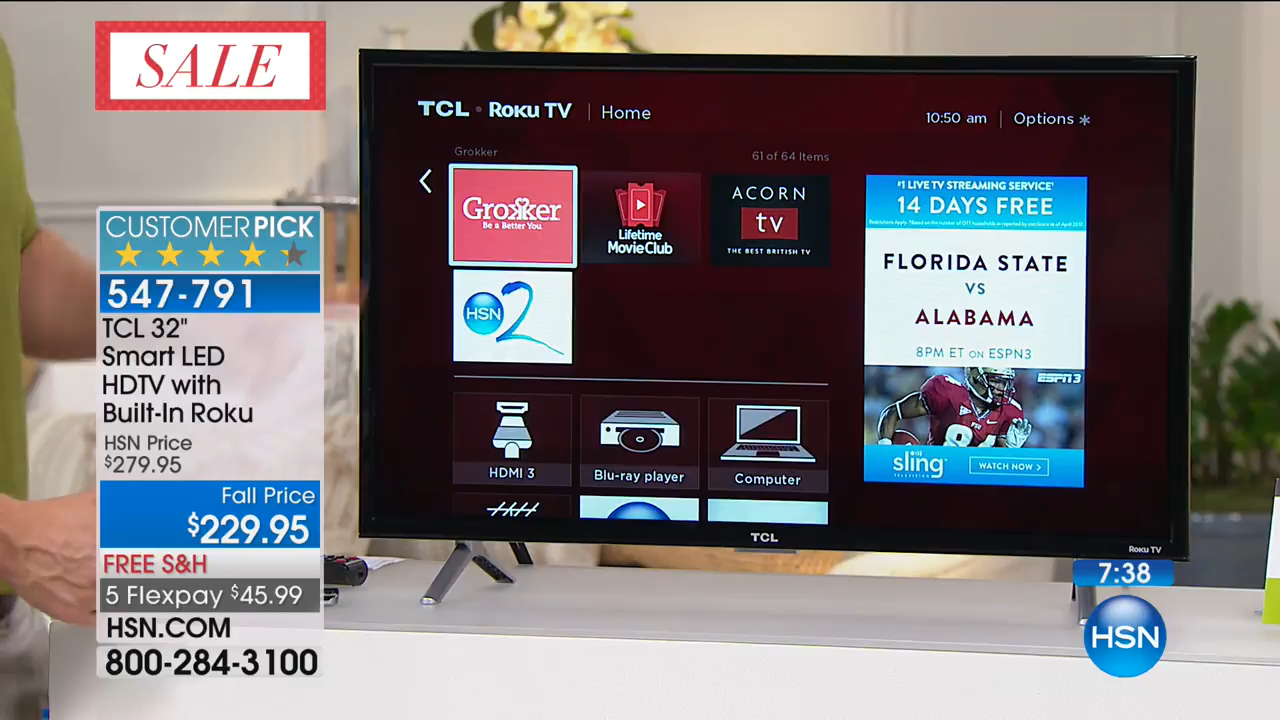 SALE
CUSTOMER PICK
547-791
TCL 32"
Smart LED
HDTV with
Built-In Roku
HSN Price
$279.95
Fall Price
$229.95
FREE S&H
5 Flexpay $45.99
HSN.COM
800-284-3100
TCL • Roku TV | Home
10:50 am | Options *
Grokker
61 of 64 Items
Grokker
Be a Better You.
Lifetime
MovieClub
ACORN
tv
THE BEST BRITISH TV
HSN 2
HDMI 3
Blu-ray player
Computer
#1 LIVE TV STREAMING SERVICE¹
14 DAYS FREE
FLORIDA STATE
VS
ALABAMA
8PM ET ON ESPN3
ESPN3
sling
TELEVISION
WATCH NOW >
TCL
Roku TV
7:38
HSN